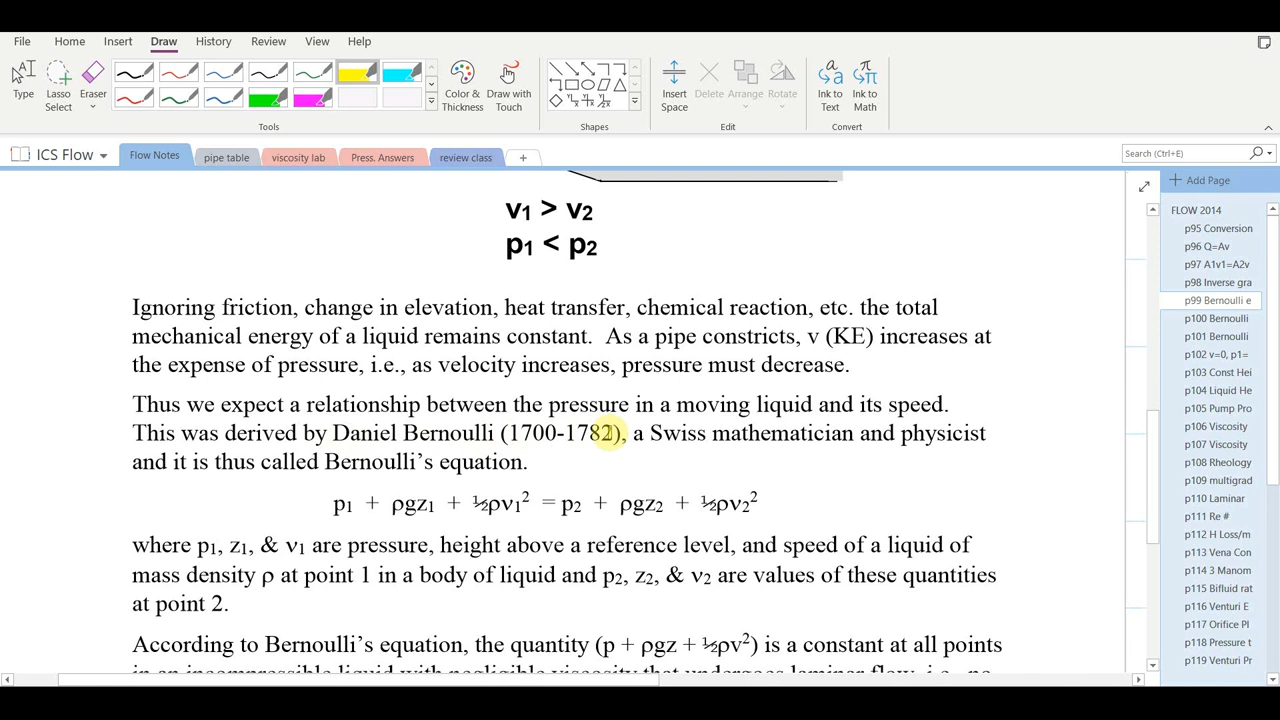 File Home Insert Draw History Review View Help
Type Lasso Select Eraser Color & Thickness Draw with Touch Insert Space Delete Arrange Rotate Ink to Text Ink to Math
Tools Shapes Edit Convert
ICS Flow Flow Notes pipe table viscosity lab Press. Answers review class + Search (Ctrl+E)
Add Page
v1 > v2
p1 < p2
Ignoring friction, change in elevation, heat transfer, chemical reaction, etc. the total
mechanical energy of a liquid remains constant. As a pipe constricts, v (KE) increases at
the expense of pressure, i.e., as velocity increases, pressure must decrease.
Thus we expect a relationship between the pressure in a moving liquid and its speed.
This was derived by Daniel Bernoulli (1700-1782), a Swiss mathematician and physicist
and it is thus called Bernoulli’s equation.
p₁ + ρgz₁ + ½ρν₁² = p₂ + ρgz₂ + ½ρν₂²
where p₁, z₁, & ν₁ are pressure, height above a reference level, and speed of a liquid of
mass density ρ at point 1 in a body of liquid and p₂, z₂, & ν₂ are values of these quantities
at point 2.
According to Bernoulli’s equation, the quantity (p + ρgz + ½ρv²) is a constant at all points
FLOW 2014
p95 Conversion
p96 Q=Av
p97 A1v1=A2v
p98 Inverse gra
p99 Bernoulli e
p100 Bernoulli
p101 Bernoulli
p102 v=0, p1=
p103 Const Hei
p104 Liquid He
p105 Pump Pro
p106 Viscosity
p107 Viscosity
p108 Rheology
p109 multigrad
p110 Laminar
p111 Re #
p112 H Loss/m
p113 Vena Con
p114 3 Manom
p115 Bifluid rat
p116 Venturi E
p117 Orifice Pl
p118 Pressure t
p119 Venturi Pr